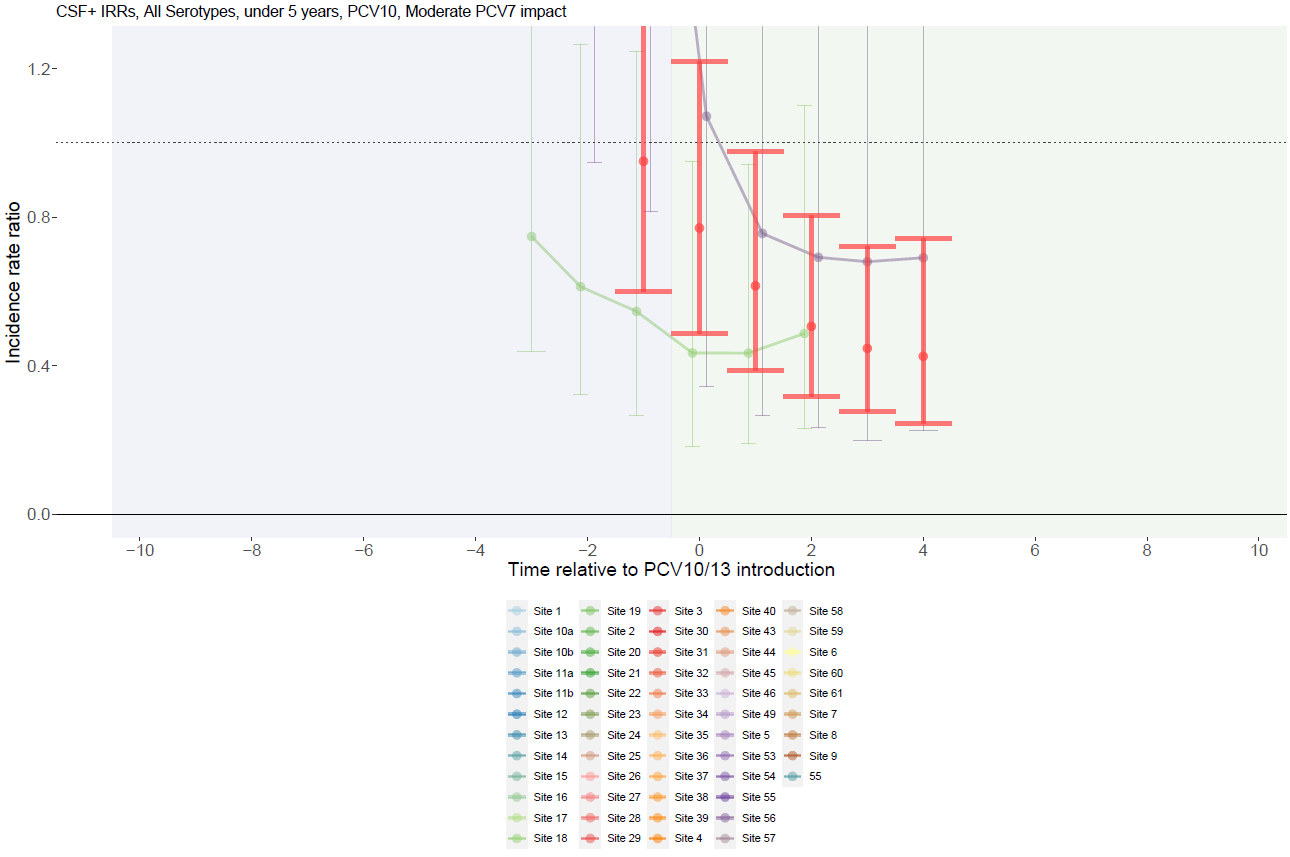 CSF+ IRRs, All Serotypes, under 5 years, PCV10, Moderate PCV7 impact
Incidence rate ratio
1.2
0.8
0.4
0.0
−10 −8 −6 −4 −2 0 2 4 6 8 10
Time relative to PCV10/13 introduction
Site 1 Site 19 Site 3 Site 40 Site 58
Site 10a Site 2 Site 30 Site 43 Site 59
Site 10b Site 20 Site 31 Site 44 Site 6
Site 11a Site 21 Site 32 Site 45 Site 60
Site 11b Site 22 Site 33 Site 46 Site 61
Site 12 Site 23 Site 34 Site 49 Site 7
Site 13 Site 24 Site 35 Site 5 Site 8
Site 14 Site 25 Site 36 Site 53 Site 9
Site 15 Site 26 Site 37 Site 54 55
Site 16 Site 27 Site 38 Site 55
Site 17 Site 28 Site 39 Site 56
Site 18 Site 29 Site 4 Site 57